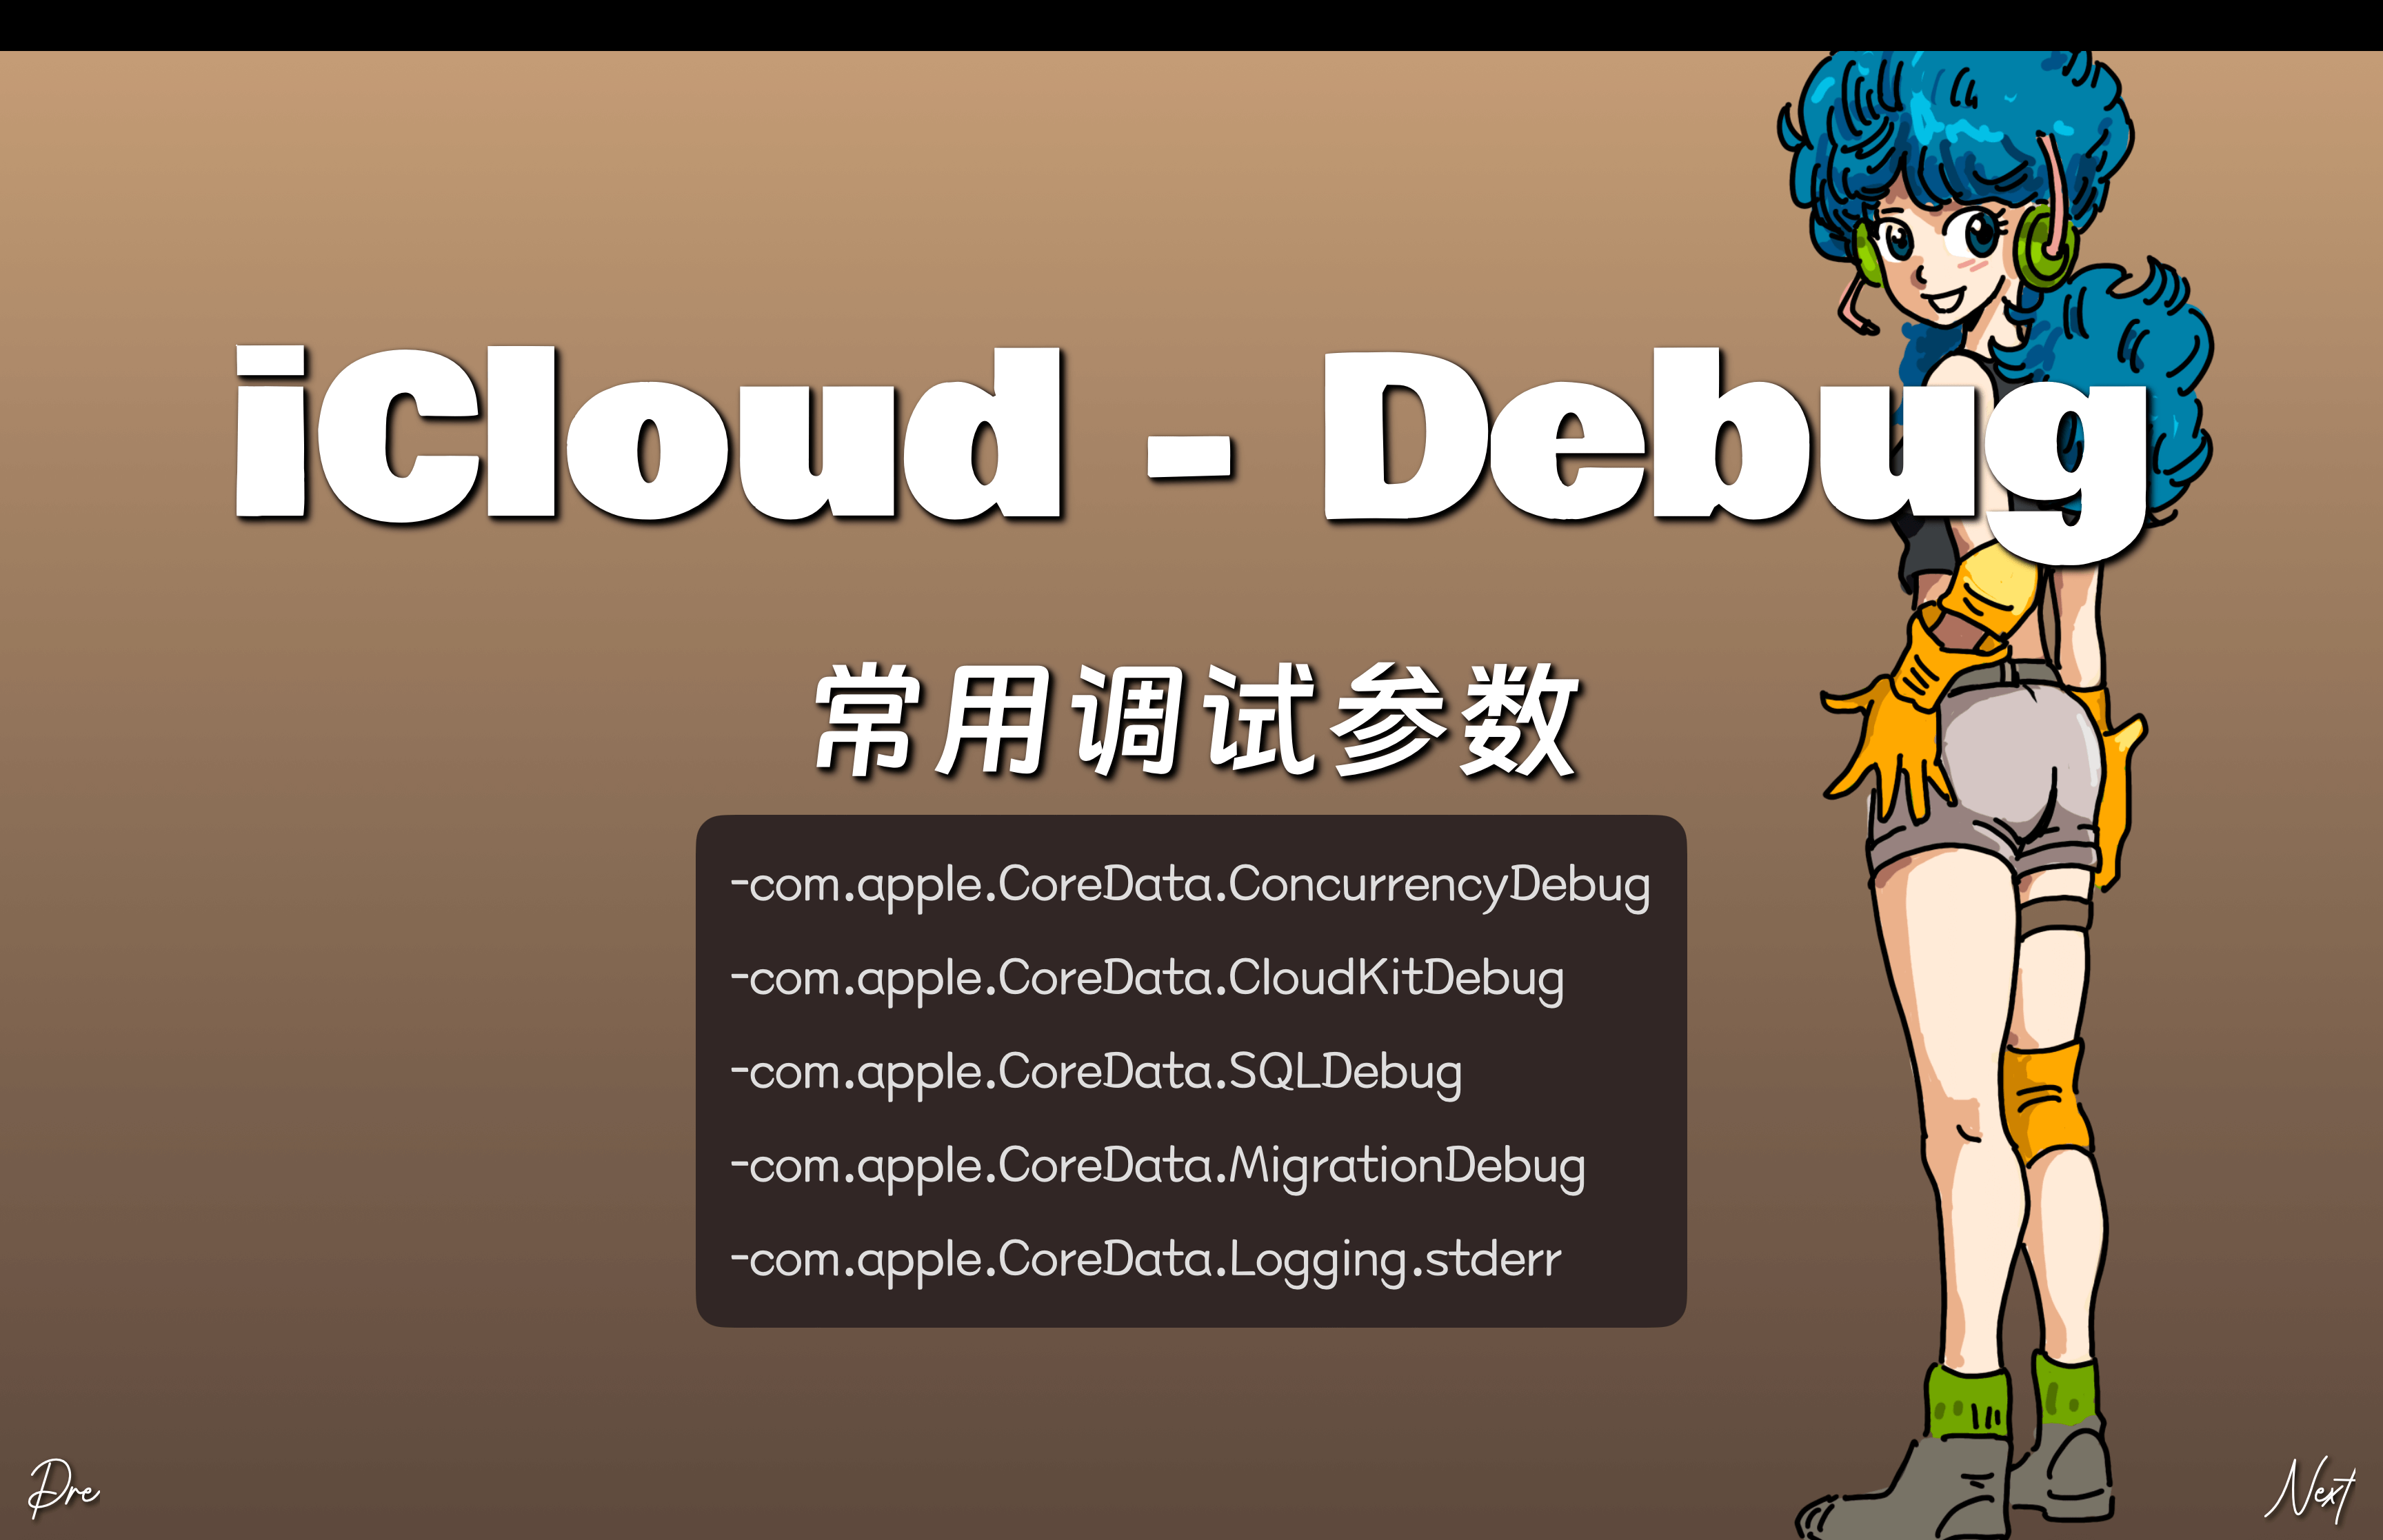 iCloud - Debug
常用调试参数
-com.apple.CoreData.ConcurrencyDebug
-com.apple.CoreData.CloudKitDebug
-com.apple.CoreData.SQLDebug
-com.apple.CoreData.MigrationDebug
-com.apple.CoreData.Logging.stderr
Pre
Next